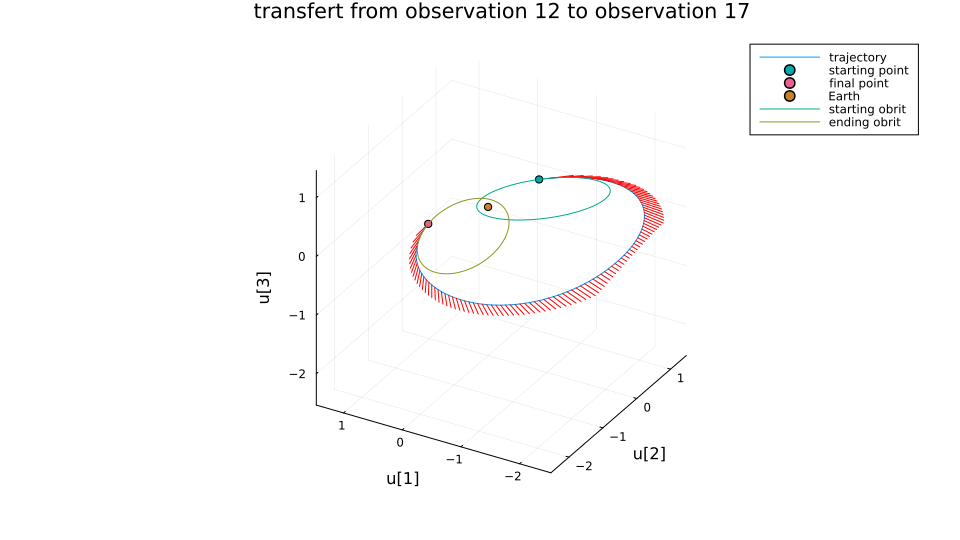 transfert from observation 12 to observation 17
trajectory
starting point
final point
Earth
starting obrit
ending obrit
1
0
−1
−2
u[3]
1
0
−1
−2
u[1]
1
0
−1
−2
u[2]